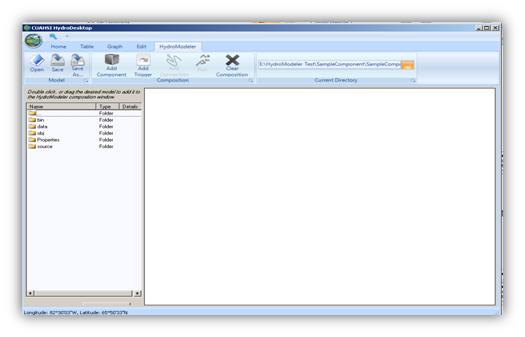 CUAHSI HydroDesktop
Home Table Graph Edit HydroModeler
Open Save Save As...
Model
Add Component Add Trigger Add Connection Run Clear Composition
Composition
E:\HydroModeler Test\SampleComponent\SampleCompo
Current Directory
Double click, or drag the desired model to add it to
the HydroModeler composition window.
Name Type Details
.. Folder
bin Folder
data Folder
obj Folder
Properties Folder
source Folder
Longitude: 82°30'03"W, Latitude: 65°50'33"N